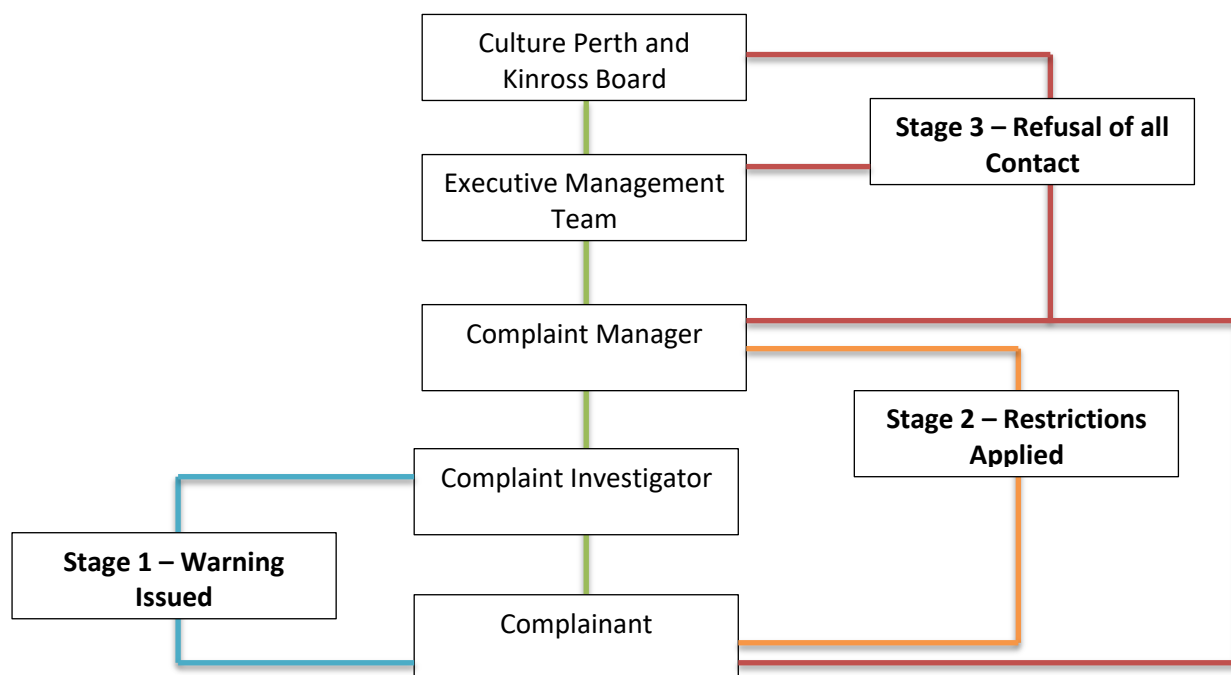 Culture Perth and
Kinross Board
Stage 3 – Refusal of all
Contact
Executive Management
Team
Complaint Manager
Stage 2 – Restrictions
Applied
Complaint Investigator
Stage 1 – Warning
Issued
Complainant